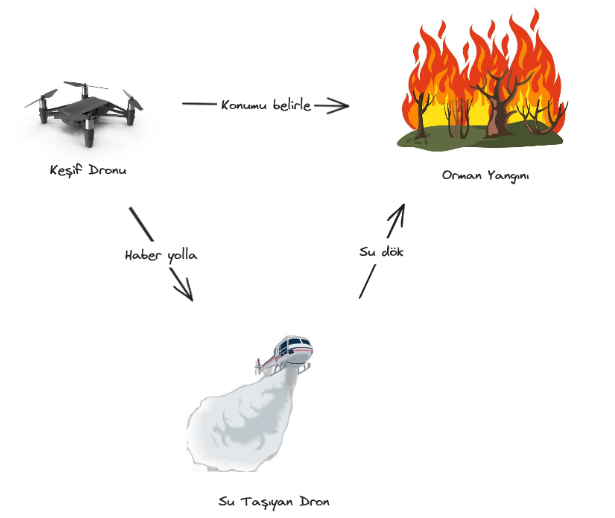 Konumu belirle
Keşif Dronu
Orman Yangını
Haber yolla
Su dök
Su Taşıyan Dron